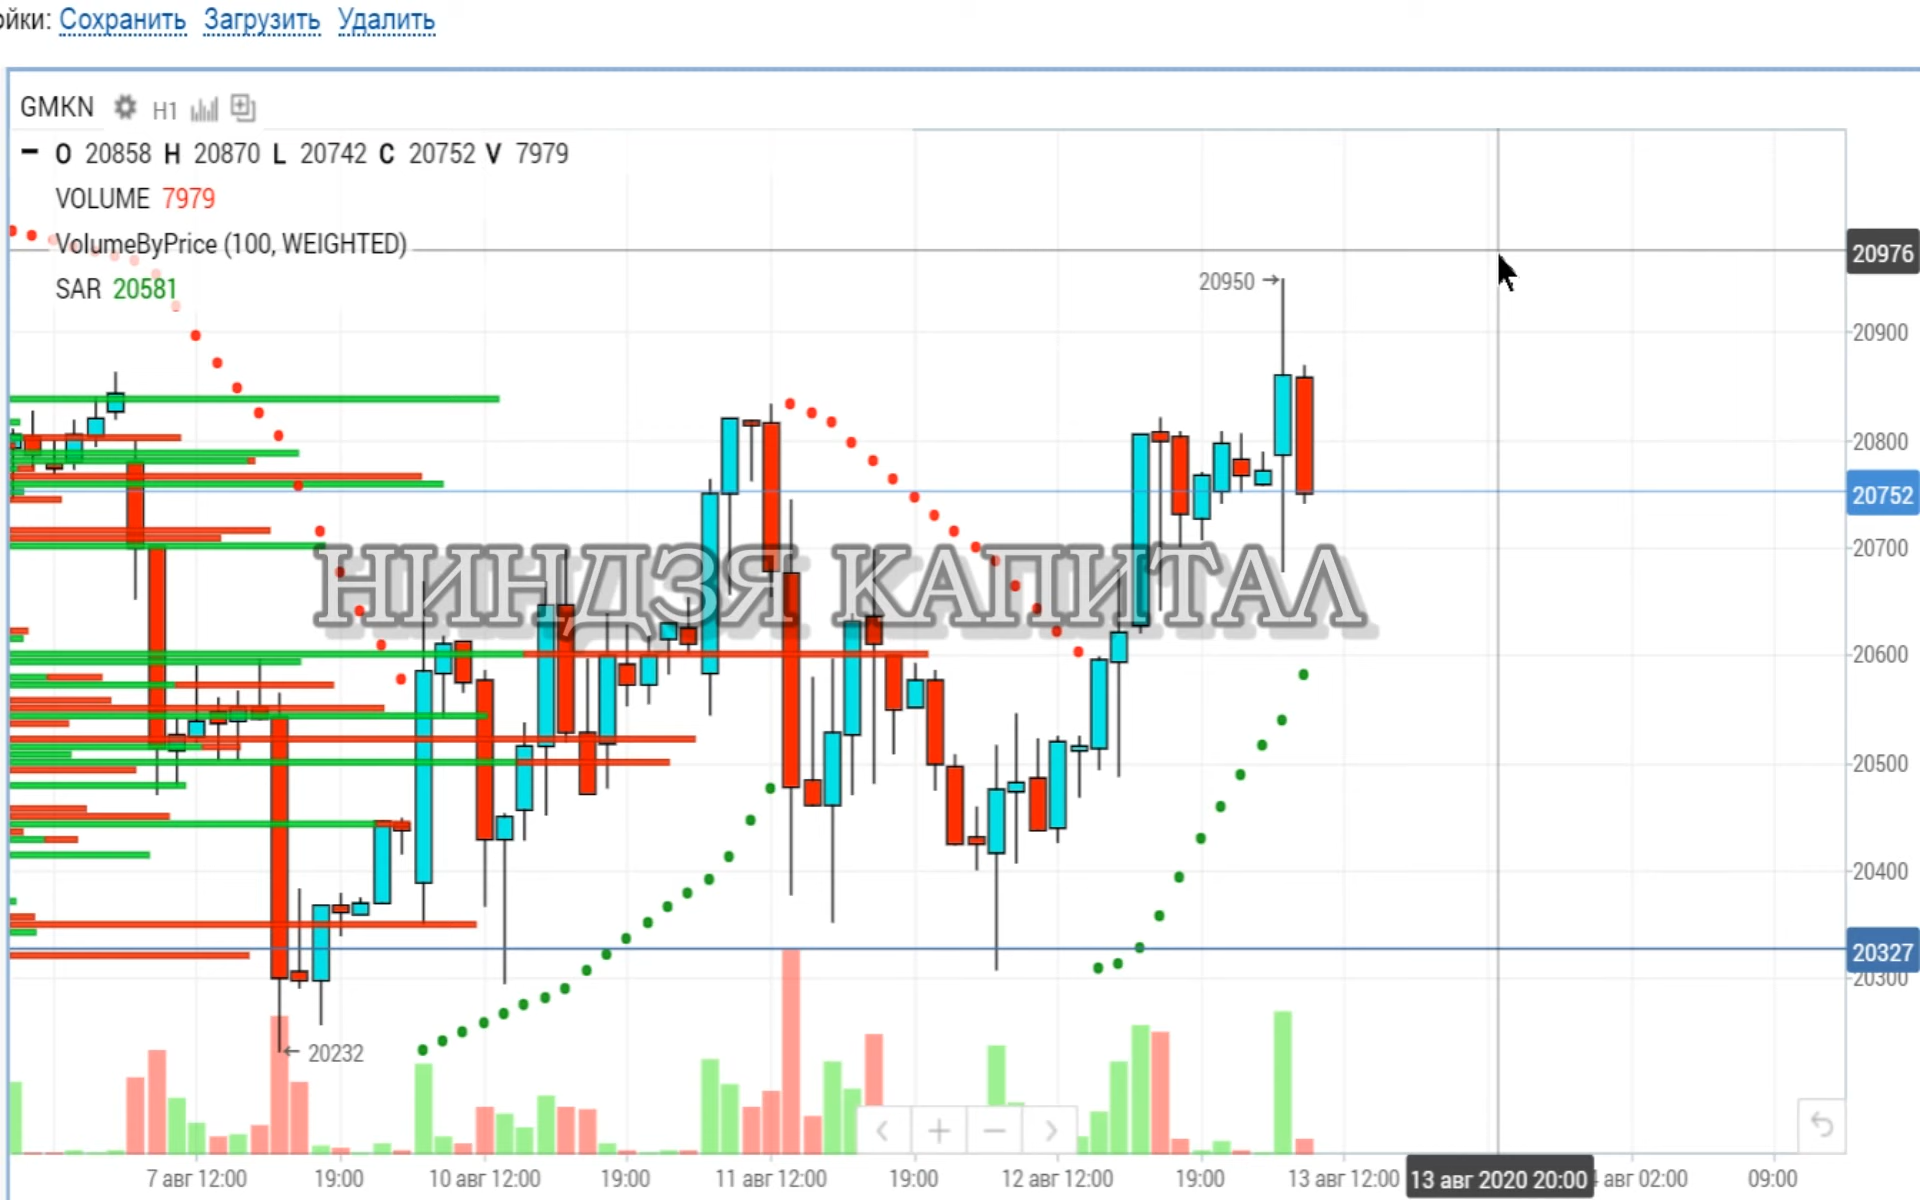 ойки: Сохранить Загрузить Удалить
GMKN H1
O 20858 H 20870 L 20742 C 20752 V 7979
VOLUME 7979
VolumeByPrice (100, WEIGHTED)
SAR 20581
20976
20950
20900
20800
20752
20700
НИНДЗЯ КАПИТАЛ
20600
20500
20400
20327
20300
20232
7 авг 12:00 19:00 10 авг 12:00 19:00 11 авг 12:00 19:00 12 авг 12:00 19:00 13 авг 12:00 13 авг 2020 20:00 авг 02:00 09:00